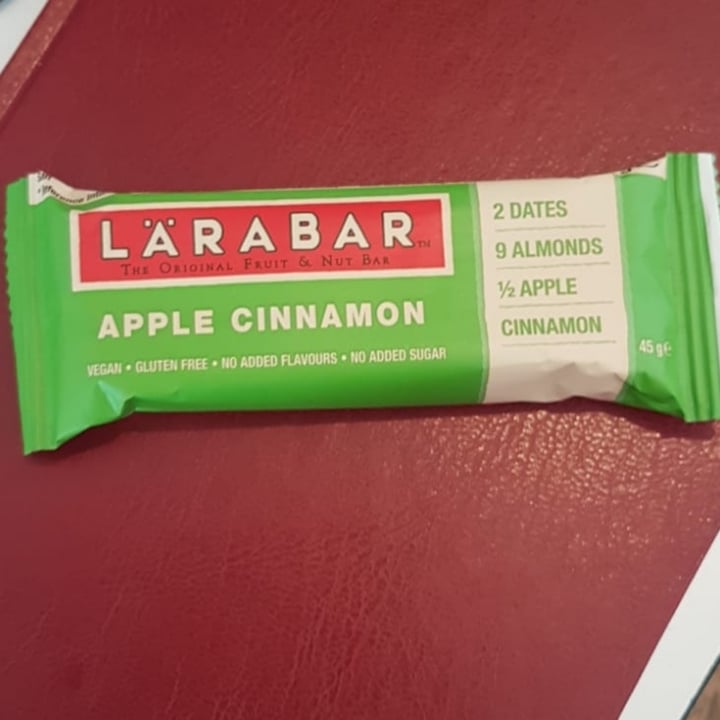 LÄRABAR™
THE ORIGINAL FRUIT & NUT BAR
APPLE CINNAMON
VEGAN • GLUTEN FREE • NO ADDED FLAVOURS • NO ADDED SUGAR
2 DATES
9 ALMONDS
½ APPLE
CINNAMON
45 g℮